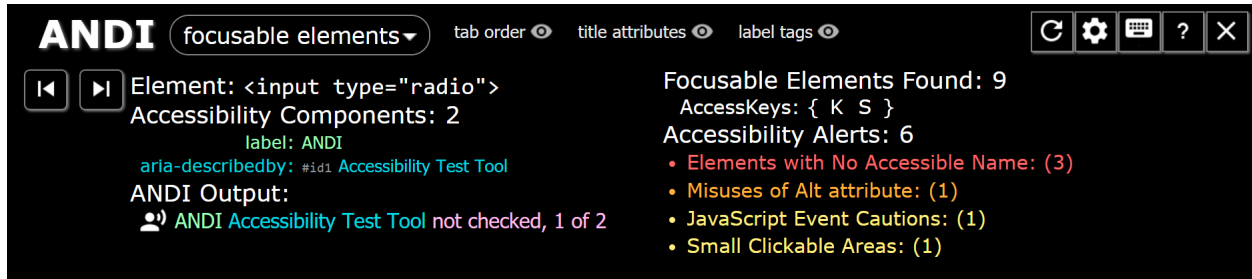 ANDI focusable elements tab order title attributes label tags ?
Element: <input type="radio">
Accessibility Components: 2
label: ANDI
aria-describedby: #id1 Accessibility Test Tool
ANDI Output:
ANDI Accessibility Test Tool not checked, 1 of 2
Focusable Elements Found: 9
AccessKeys: { K S }
Accessibility Alerts: 6
• Elements with No Accessible Name: (3)
• Misuses of Alt attribute: (1)
• JavaScript Event Cautions: (1)
• Small Clickable Areas: (1)